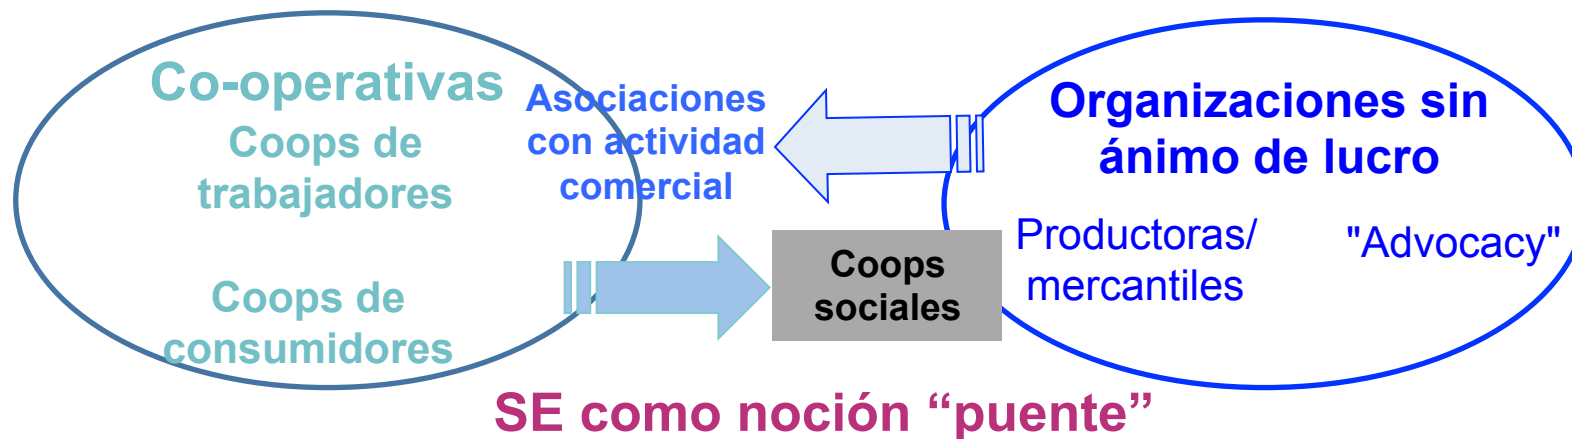 Co-operativas
Coops de
trabajadores
Coops de
consumidores
Asociaciones
con actividad
comercial
Coops
sociales
Organizaciones sin
ánimo de lucro
Productoras/
mercantiles
"Advocacy"
SE como noción “puente”